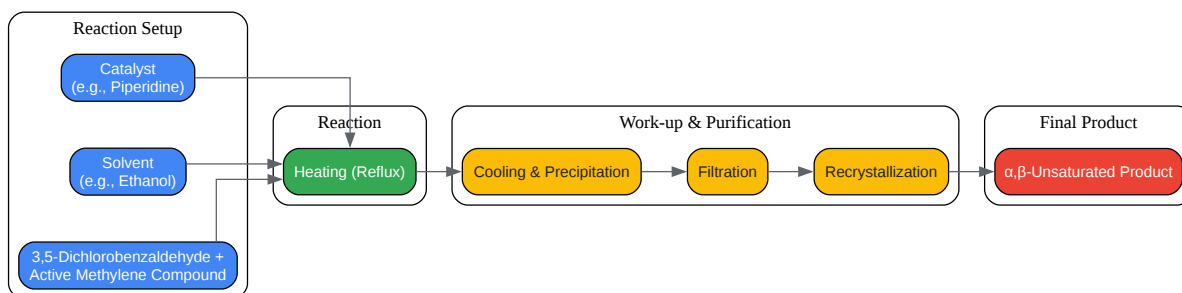 Reaction Setup
Catalyst
(e.g., Piperidine)
Solvent
(e.g., Ethanol)
3,5-Dichlorobenzaldehyde +
Active Methylene Compound
Reaction
Heating (Reflux)
Work-up & Purification
Cooling & Precipitation
Filtration
Recrystallization
Final Product
α,β-Unsaturated Product